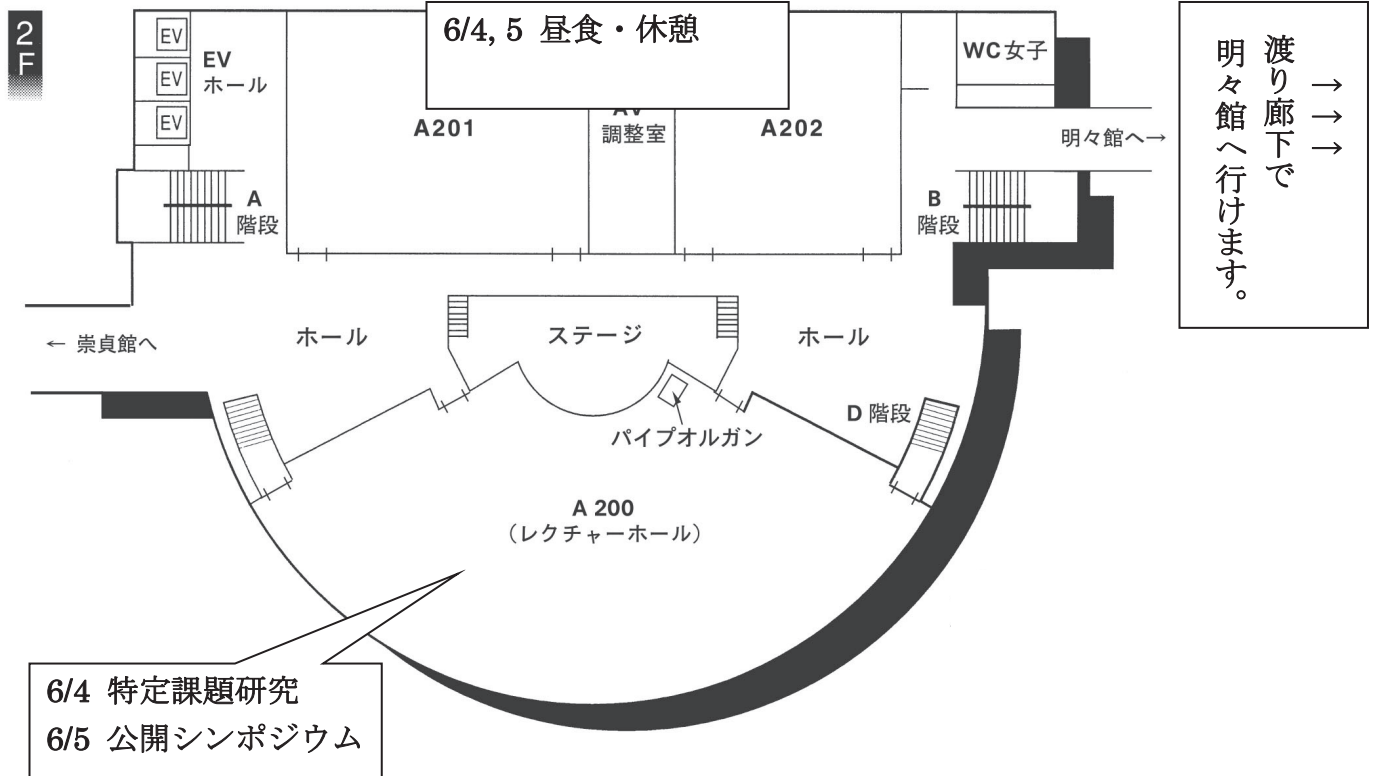 2F
6/4, 5 昼食・休憩
EV
EV
EV
EV
ホール
A201
AV
調整室
A202
WC 女子
明々館へ→
→→→
渡り廊下で
明々館へ行けます。
A
階段
B
階段
← 崇貞館へ
ホール
ステージ
ホール
D 階段
パイプオルガン
A 200
（レクチャーホール）
6/4 特定課題研究
6/5 公開シンポジウム